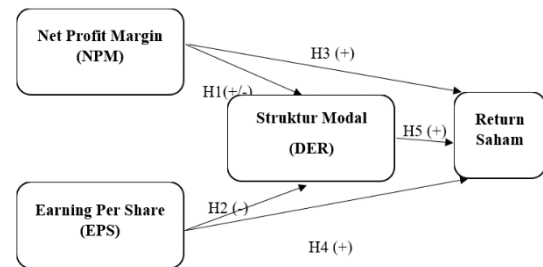 Net Profit Margin
(NPM)
H3 (+)
H1(+/-)
Struktur Modal
(DER)
H5 (+)
Return
Saham
Earning Per Share
(EPS)
H2 (-)
H4 (+)